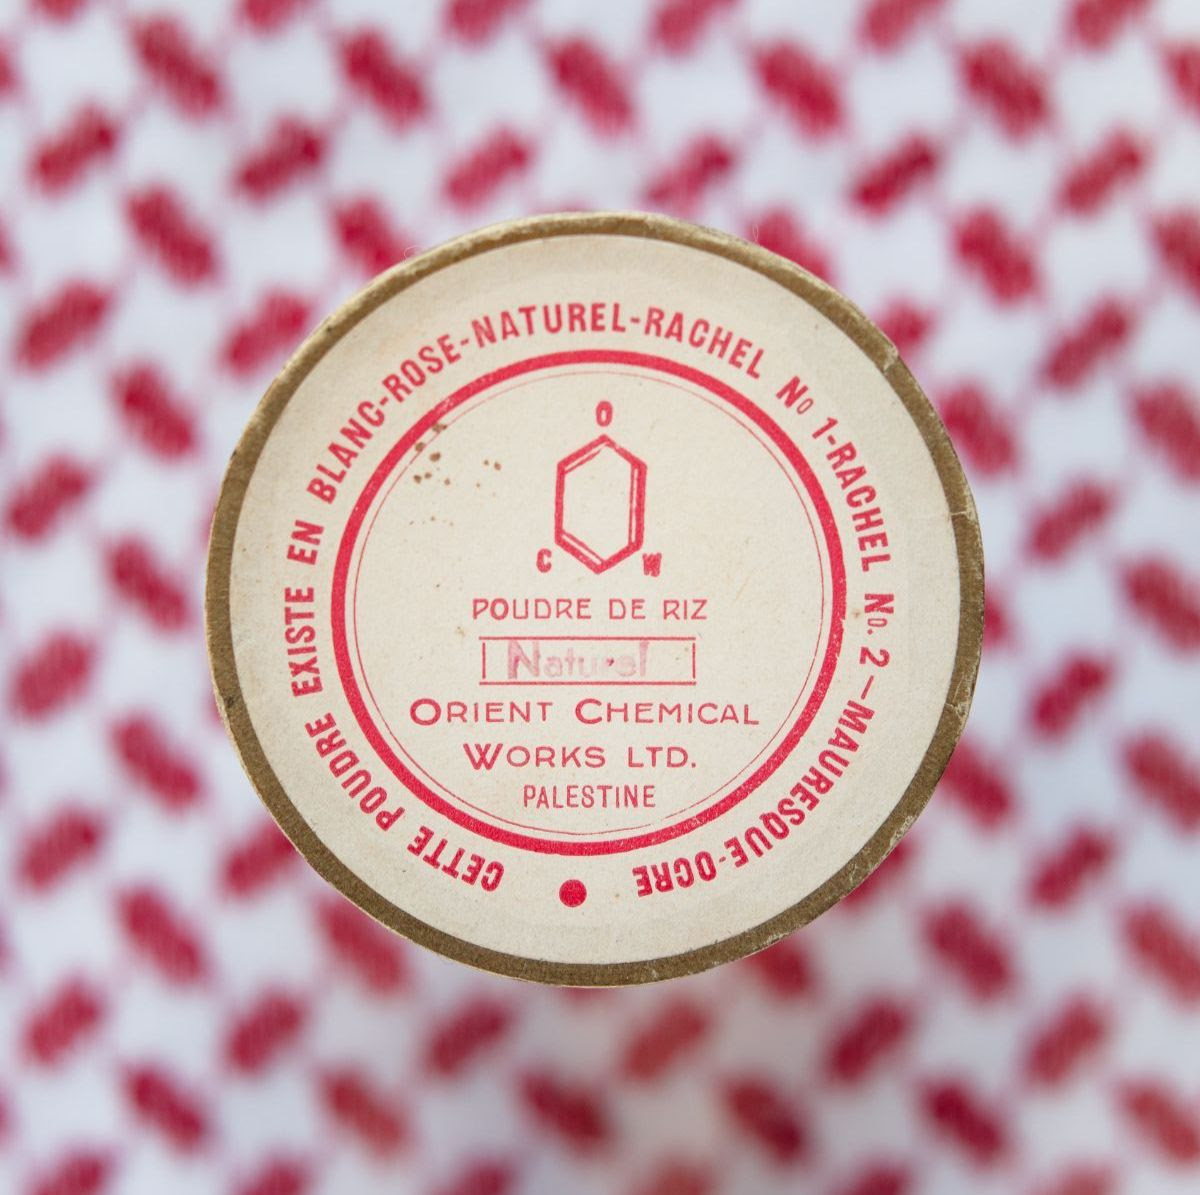 CETTE POUDRE EXISTE EN BLANC-ROSE-NATUREL-RACHEL No 1-RACHEL No. 2-MAURESQUE-OCRE
O
C W
POUDRE DE RIZ
Naturel
ORIENT CHEMICAL
WORKS LTD.
PALESTINE